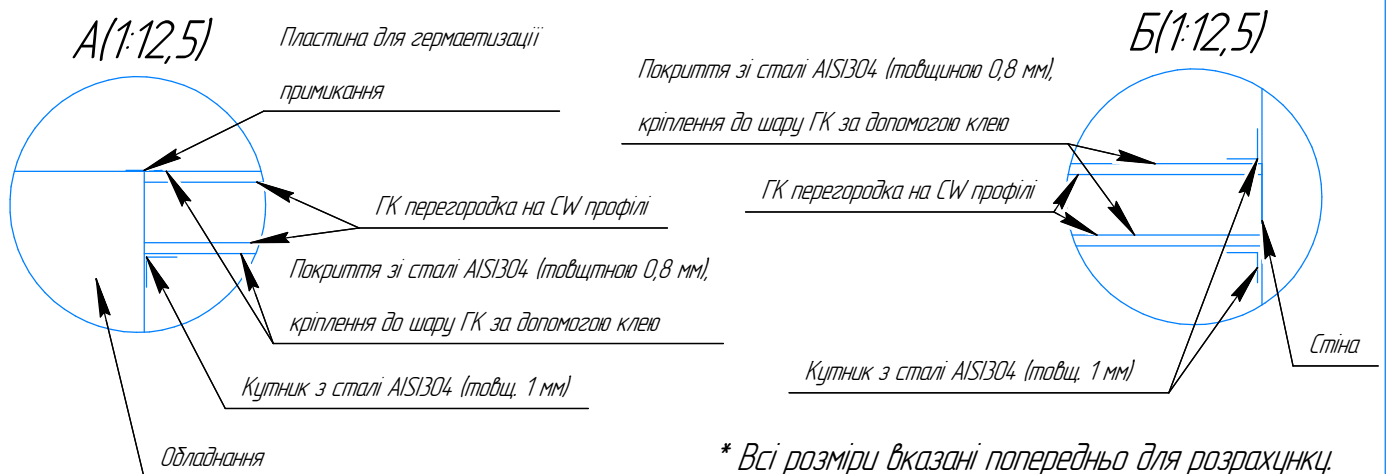 А(1:12,5)
Пластина для гермаетизації
примикання
ГК перегородка на CW профілі
Покриття зі сталі AISI304 (товщтною 0,8 мм),
кріплення до шару ГК за допомогою клею
Кутник з сталі AISI304 (товщ. 1 мм)
Обладнання
Б(1:12,5)
Покриття зі сталі AISI304 (товщиною 0,8 мм),
кріплення до шару ГК за допомогою клею
ГК перегородка на CW профілі
Стіна
Кутник з сталі AISI304 (товщ. 1 мм)
* Всі розміри вказані попередньо для розрахунку.